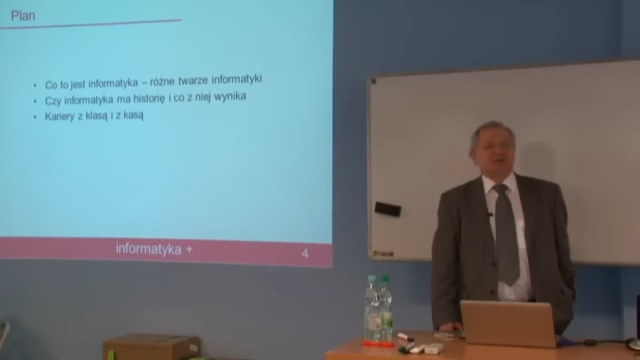 Plan
• Co to jest informatyka – różne twarze informatyki
• Czy informatyka ma historię i co z niej wynika
• Kariery z klasą i z kasą
informatyka +
4